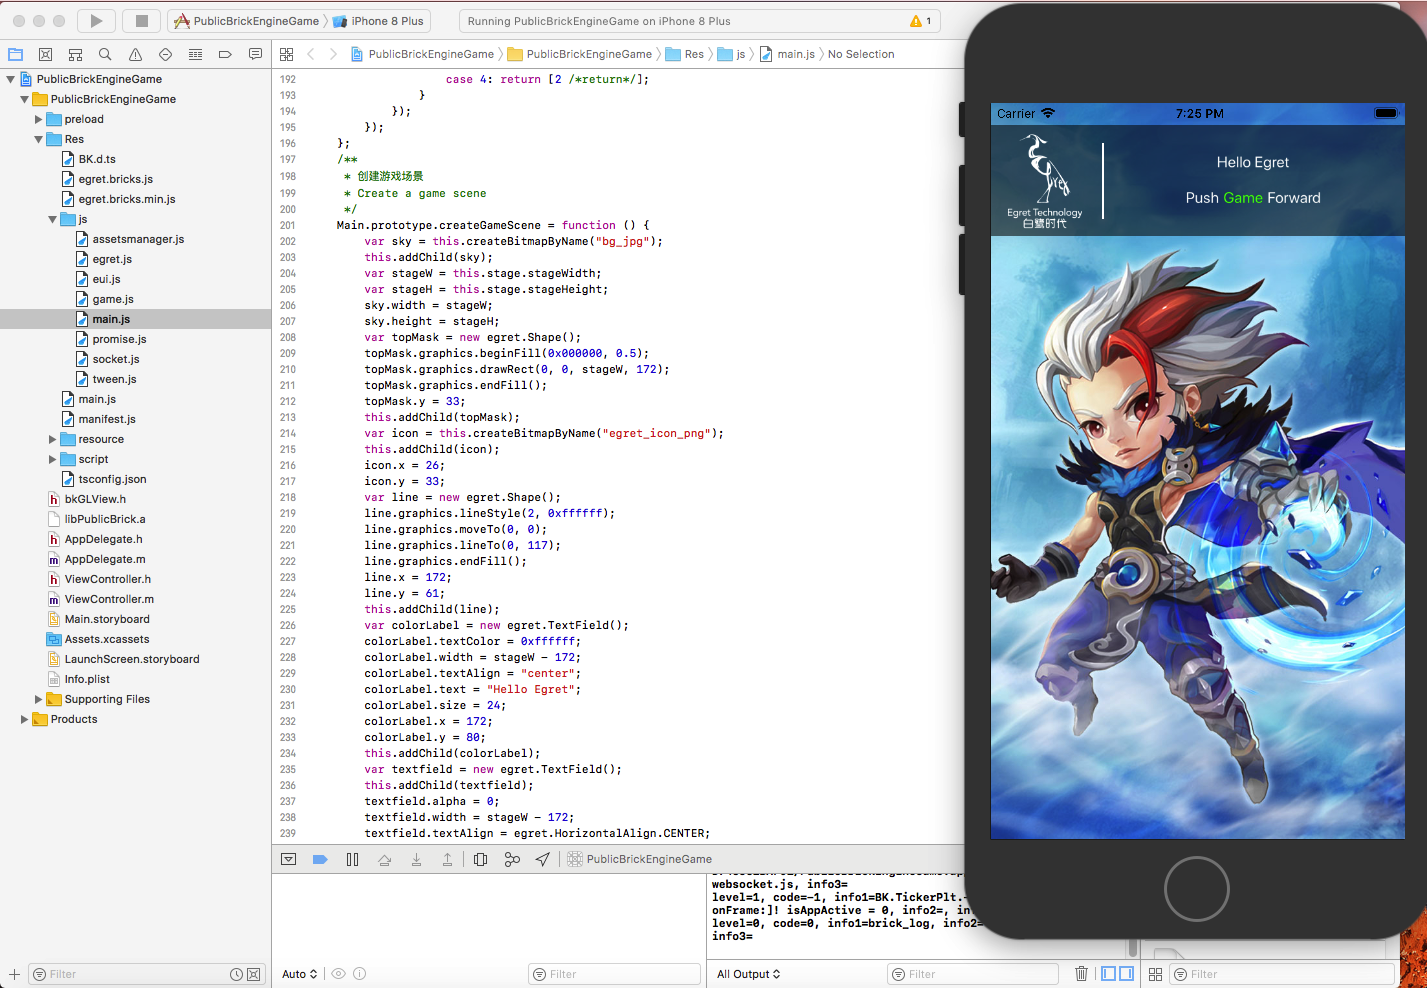 PublicBrickEngineGame
iPhone 8 Plus
Running PublicBrickEngineGame on iPhone 8 Plus
1
PublicBrickEngineGame
PublicBrickEngineGame
Res
js
main.js
No Selection
PublicBrickEngineGame
PublicBrickEngineGame
preload
Res
BK.d.ts
egret.bricks.js
egret.bricks.min.js
js
assetsmanager.js
egret.js
eui.js
game.js
main.js
promise.js
socket.js
tween.js
main.js
manifest.js
resource
script
tsconfig.json
bkGLView.h
libPublicBrick.a
AppDelegate.h
AppDelegate.m
ViewController.h
ViewController.m
Main.storyboard
Assets.xcassets
LaunchScreen.storyboard
Info.plist
Supporting Files
Products
Filter
192 case 4: return [2 /*return*/];
193 }
194 });
195 });
196 };
197 /**
198 * 创建游戏场景
199 * Create a game scene
200 */
201 Main.prototype.createGameScene = function () {
202 var sky = this.createBitmapByName("bg_jpg");
203 this.addChild(sky);
204 var stageW = this.stage.stageWidth;
205 var stageH = this.stage.stageHeight;
206 sky.width = stageW;
207 sky.height = stageH;
208 var topMask = new egret.Shape();
209 topMask.graphics.beginFill(0x000000, 0.5);
210 topMask.graphics.drawRect(0, 0, stageW, 172);
211 topMask.graphics.endFill();
212 topMask.y = 33;
213 this.addChild(topMask);
214 var icon = this.createBitmapByName("egret_icon_png");
215 this.addChild(icon);
216 icon.x = 26;
217 icon.y = 33;
218 var line = new egret.Shape();
219 line.graphics.lineStyle(2, 0xffffff);
220 line.graphics.moveTo(0, 0);
221 line.graphics.lineTo(0, 117);
222 line.graphics.endFill();
223 line.x = 172;
224 line.y = 61;
225 this.addChild(line);
226 var colorLabel = new egret.TextField();
227 colorLabel.textColor = 0xffffff;
228 colorLabel.width = stageW - 172;
229 colorLabel.textAlign = "center";
230 colorLabel.text = "Hello Egret";
231 colorLabel.size = 24;
232 colorLabel.x = 172;
233 colorLabel.y = 80;
234 this.addChild(colorLabel);
235 var textfield = new egret.TextField();
236 this.addChild(textfield);
237 textfield.alpha = 0;
238 textfield.width = stageW - 172;
239 textfield.textAlign = egret.HorizontalAlign.CENTER;
PublicBrickEngineGame
websocket.js, info3=
level=1, code=-1, info1=BK.TickerPlt.
onFrame:]! isAppActive = 0, info2=,
level=0, code=0, info1=brick_log, info2=
info3=
Auto
Filter
All Output
Filter
Filter
Carrier
7:25 PM
Egret
Egret Technology
白鹭时代
Hello Egret
Push Game Forward